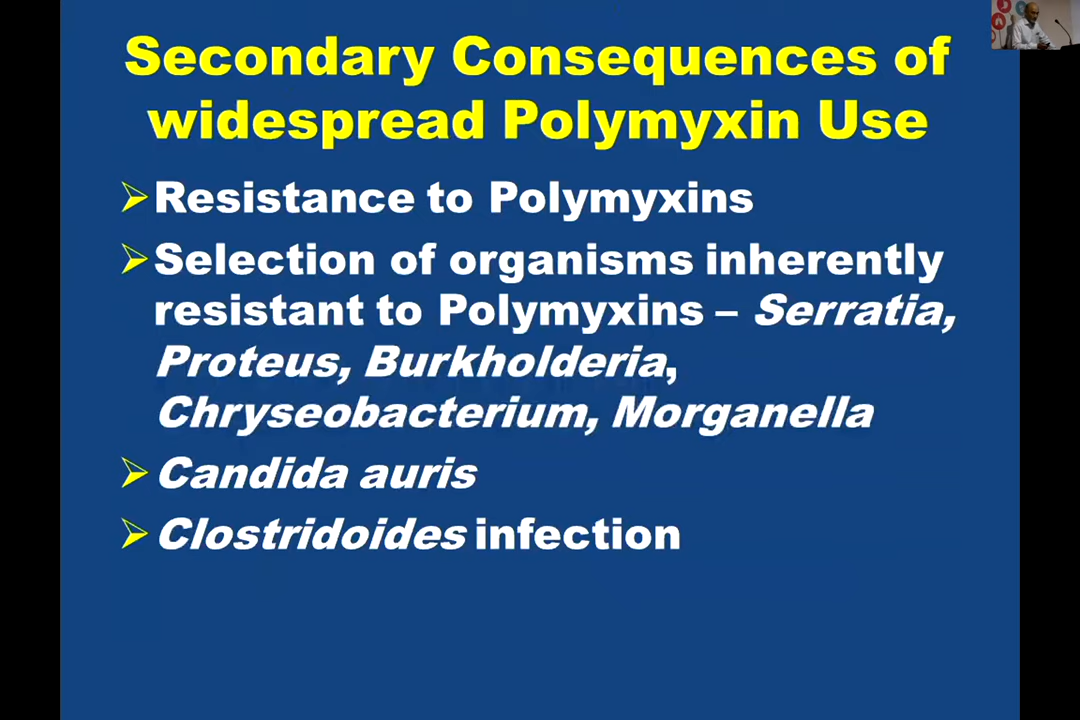 Secondary Consequences of
widespread Polymyxin Use
Resistance to Polymyxins
Selection of organisms inherently
resistant to Polymyxins – Serratia,
Proteus, Burkholderia,
Chryseobacterium, Morganella
Candida auris
Clostridoides infection